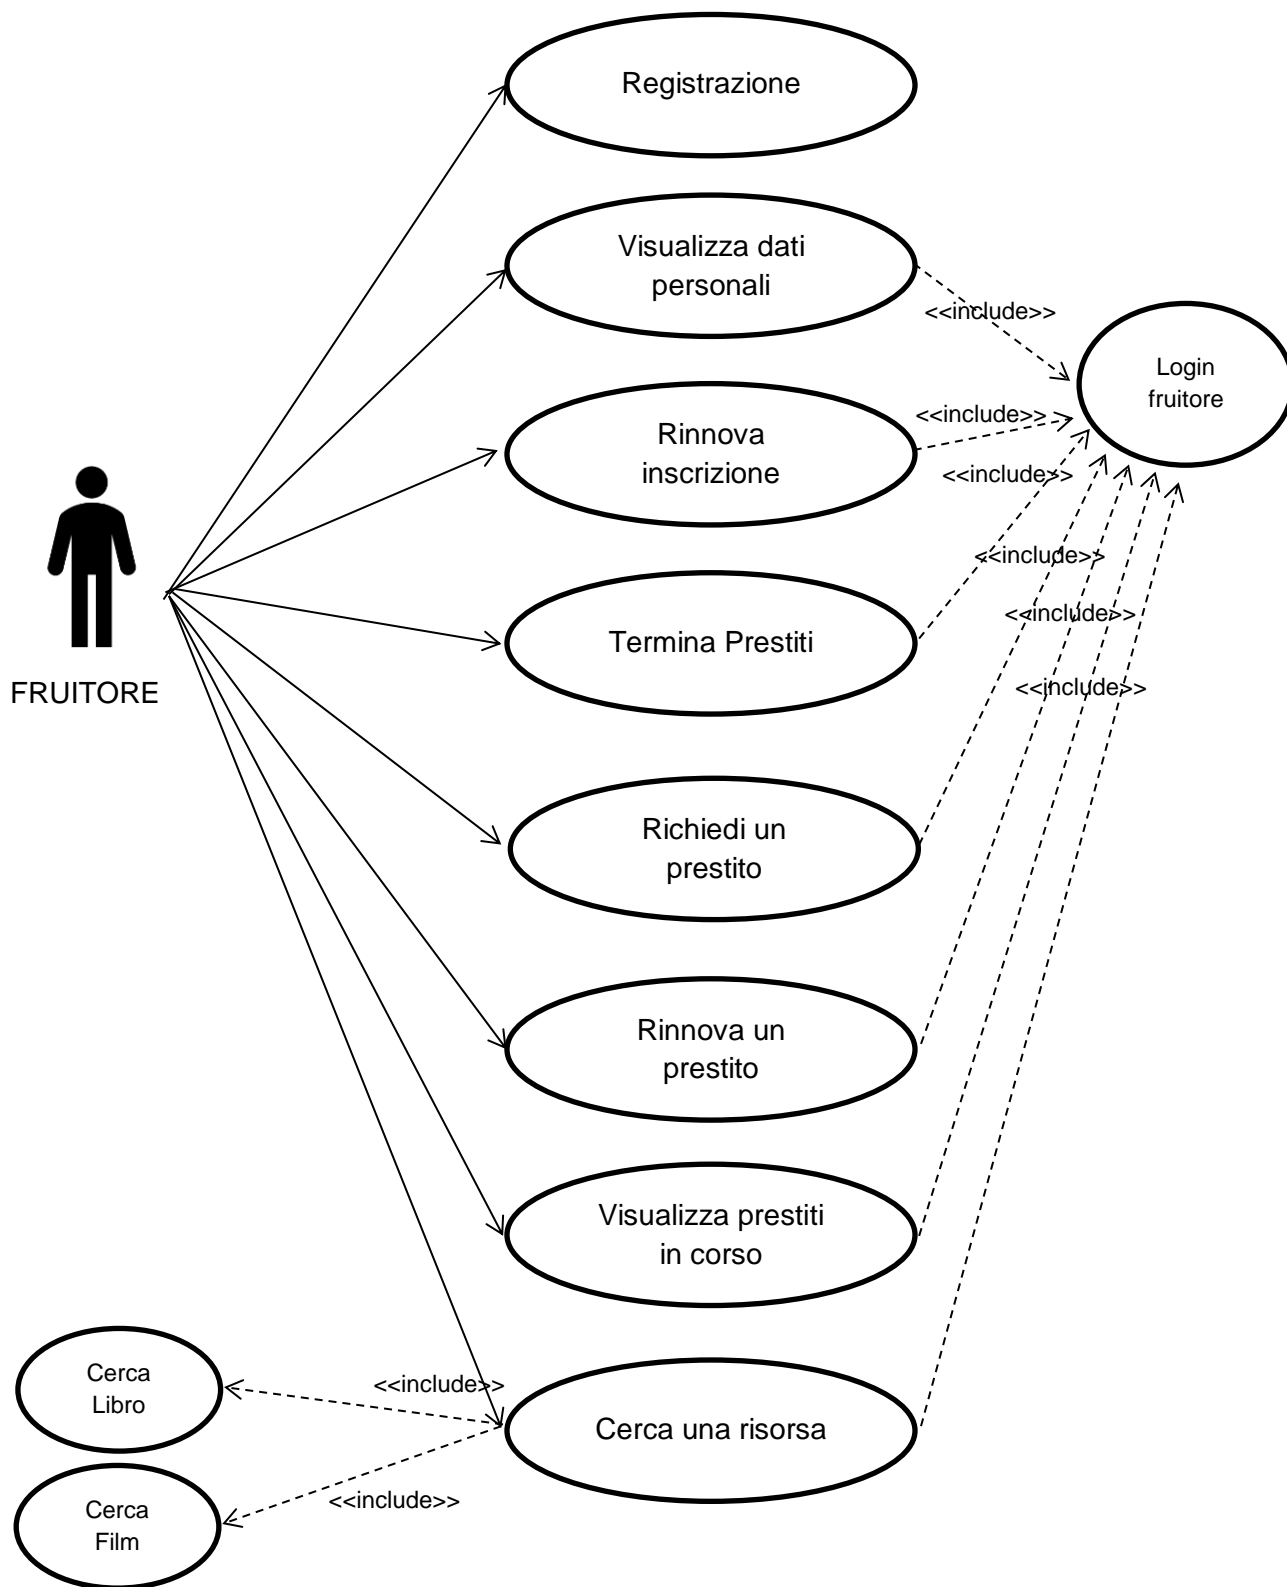 Registrazione
Visualizza dati
personali
<<include>>
Login
fruitore
<<include>>
Rinnova
inscrizione
<<include>>
<<include>>
<<include>>
Termina Prestiti
<<include>>
FRUITORE
Richiedi un
prestito
Rinnova un
prestito
Visualizza prestiti
in corso
Cerca
Libro
<<include>>
Cerca una risorsa
<<include>>
Cerca
Film